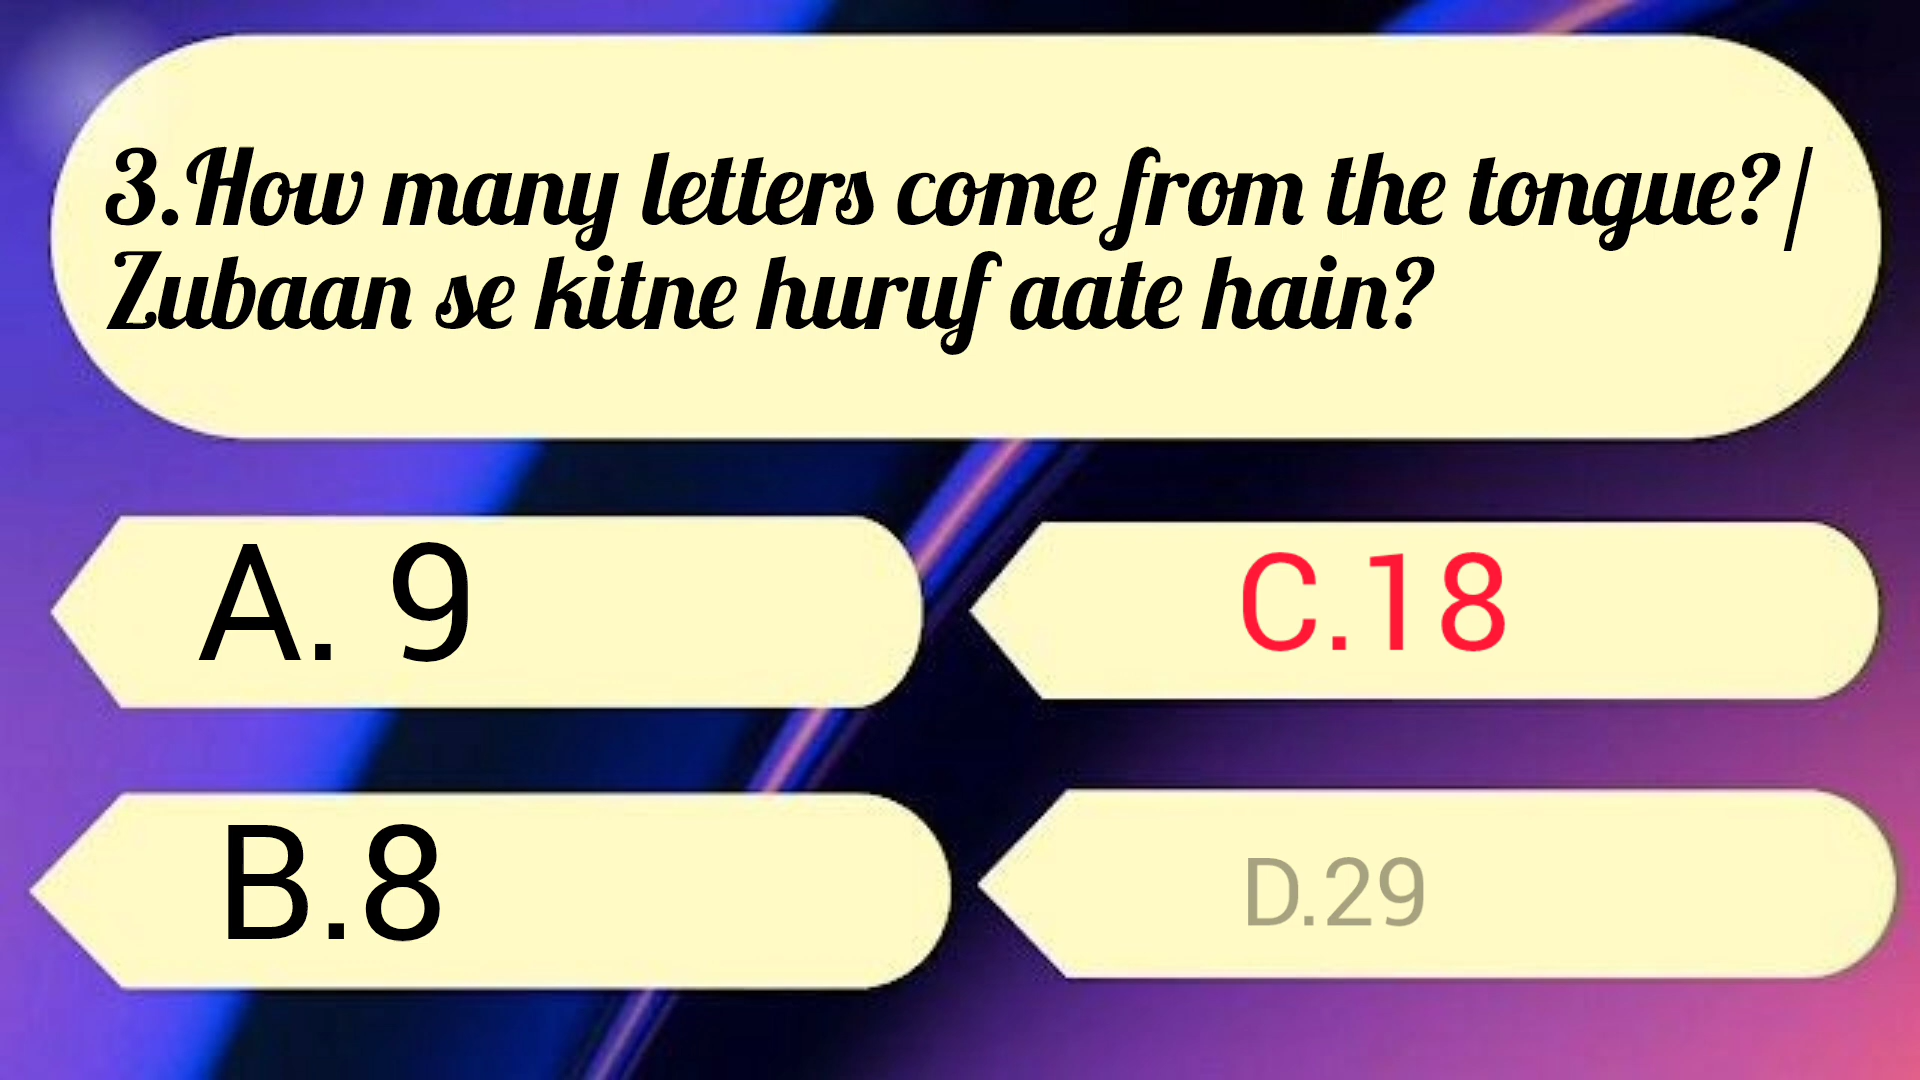 3.How many letters come from the tongue?/
Zubaan se kitne huruf aate hain?
A. 9
C.18
B.8
D.29